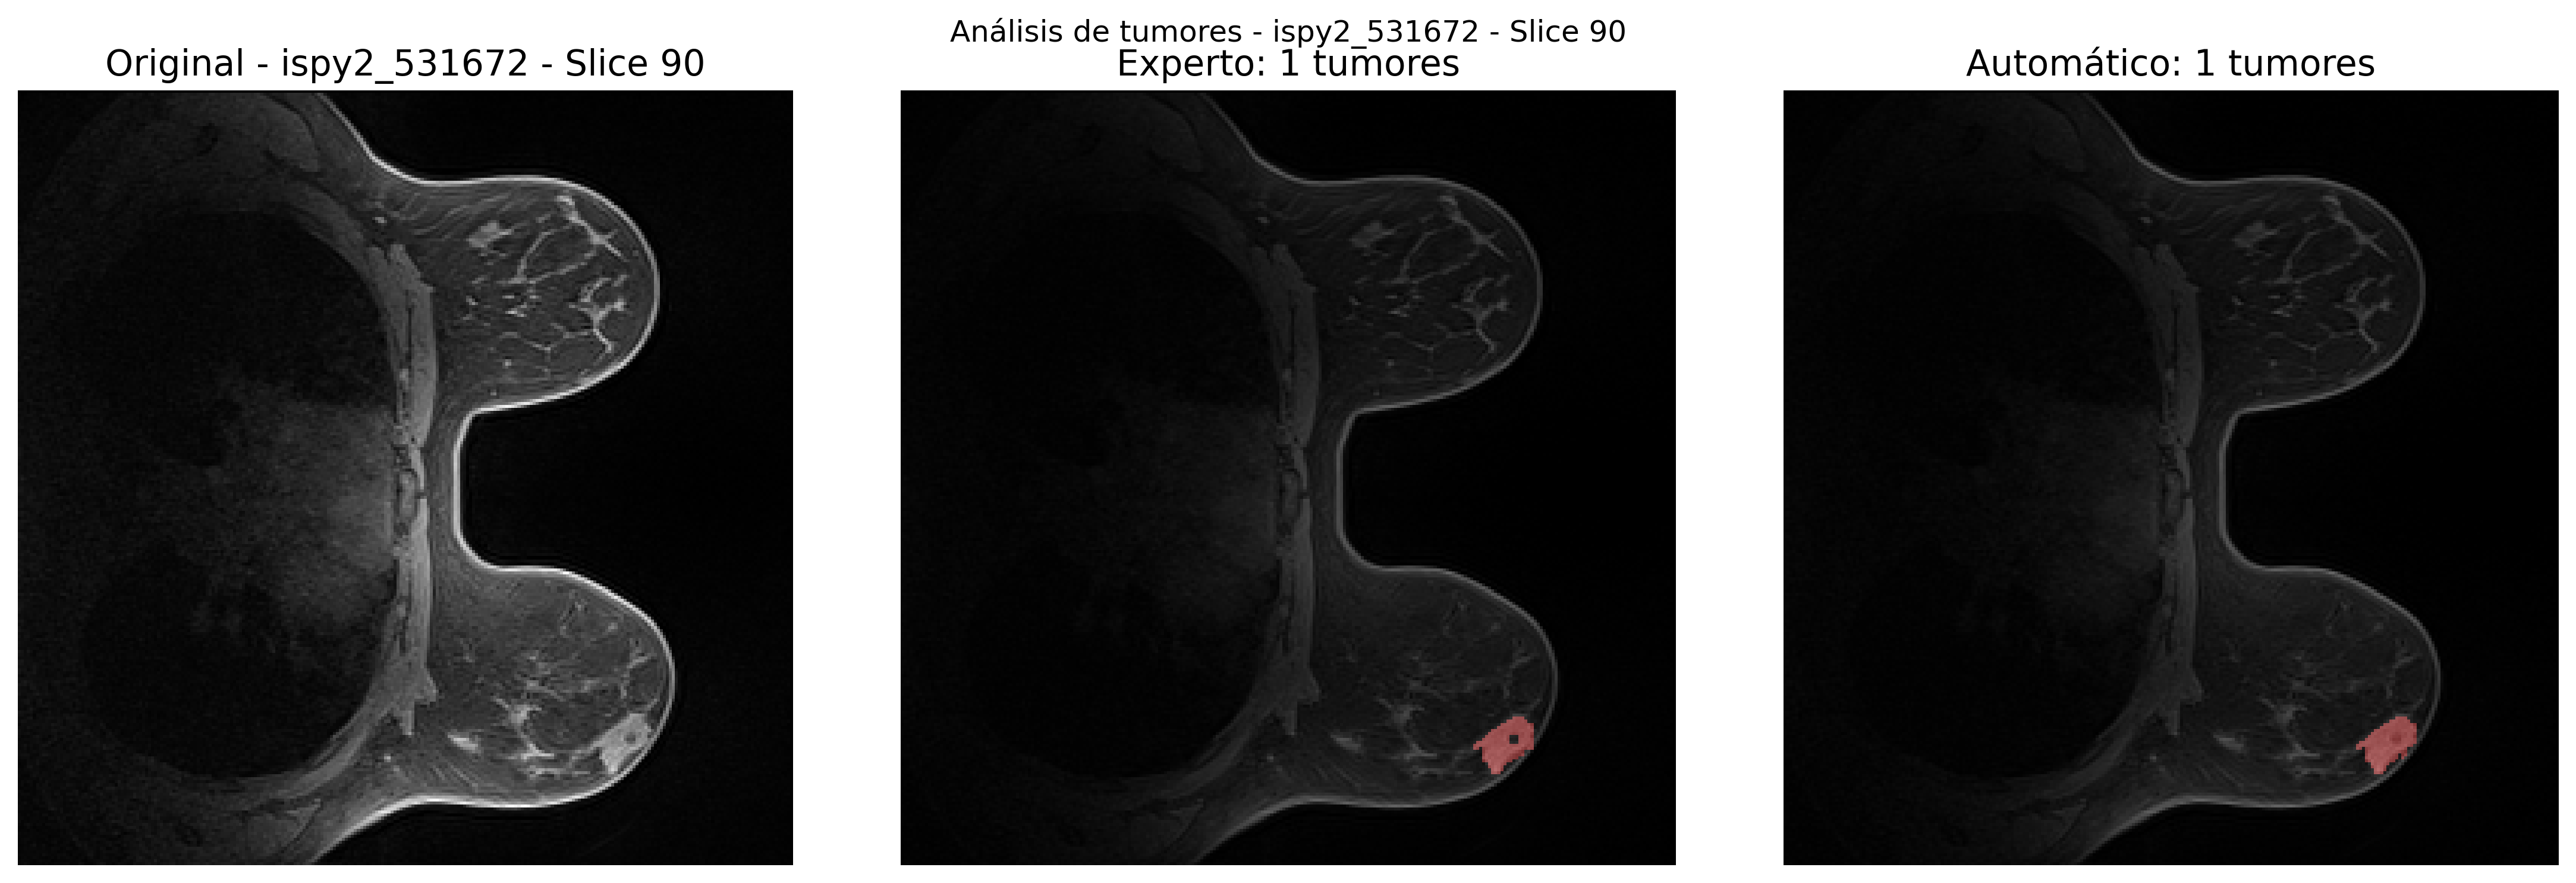 Análisis de tumores - ispy2_531672 - Slice 90
Original - ispy2_531672 - Slice 90
Experto: 1 tumores
Automático: 1 tumores